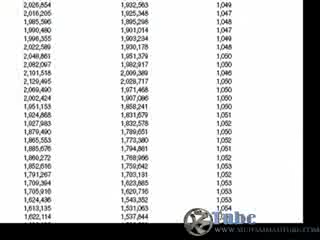 2,026,854 1,932,563 1,049
2,016,205 1,925,348 1,047
1,985,596 1,895,298 1,048
1,990,480 1,901,014 1,047
1,996,355 1,903,234 1,049
2,022,589 1,930,178 1,048
2,048,861 1,951,379 1,050
2,082,097 1,982,917 1,050
2,101,518 2,009,389 1,046
2,129,495 2,028,717 1,050
2,069,490 1,971,468 1,050
2,002,424 1,907,086 1,050
1,951,153 1,858,241 1,050
1,924,868 1,831,679 1,051
1,927,983 1,832,578 1,052
1,879,490 1,789,651 1,050
1,865,553 1,773,380 1,052
1,885,676 1,794,861 1,051
1,860,272 1,768,966 1,052
1,852,616 1,759,642 1,053
1,791,267 1,703,131 1,052
1,709,394 1,623,885 1,053
1,705,916 1,620,716 1,053
1,624,436 1,543,352 1,053
1,613,135 1,531,063 1,054
1,622,114 1,537,844
Tube